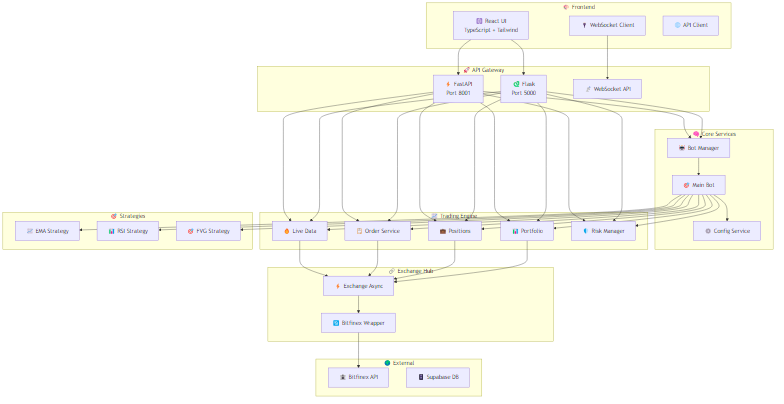 Frontend
React UI
TypeScript + Tailwind
WebSocket Client
API Client
API Gateway
FastAPI
Port 8001
Flask
Port 5000
WebSocket API
Core Services
Bot Manager
Main Bot
Config Service
Strategies
EMA Strategy
RSI Strategy
FVG Strategy
Trading Engine
Live Data
Order Service
Positions
Portfolio
Risk Manager
Exchange Hub
Exchange Async
Bitfinex Wrapper
External
Bitfinex API
Supabase DB